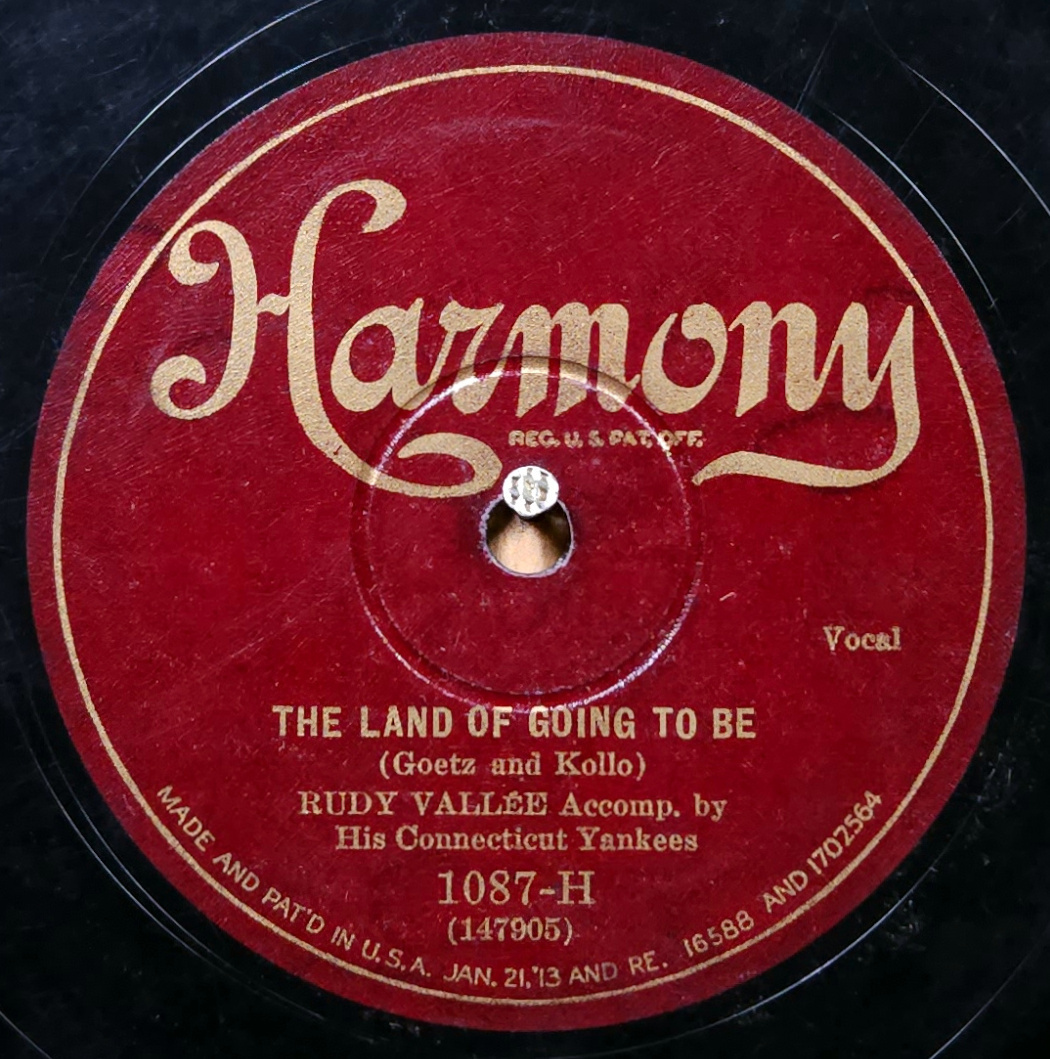 Harmony
REG. U. S. PAT. OFF.
Vocal
THE LAND OF GOING TO BE
(Goetz and Kollo)
RUDY VALLÉE Accomp. by
His Connecticut Yankees
1087-H
(147905)
MADE AND PAT'D IN U.S.A. JAN. 21, '13 AND RE. 16588 AND 1702564